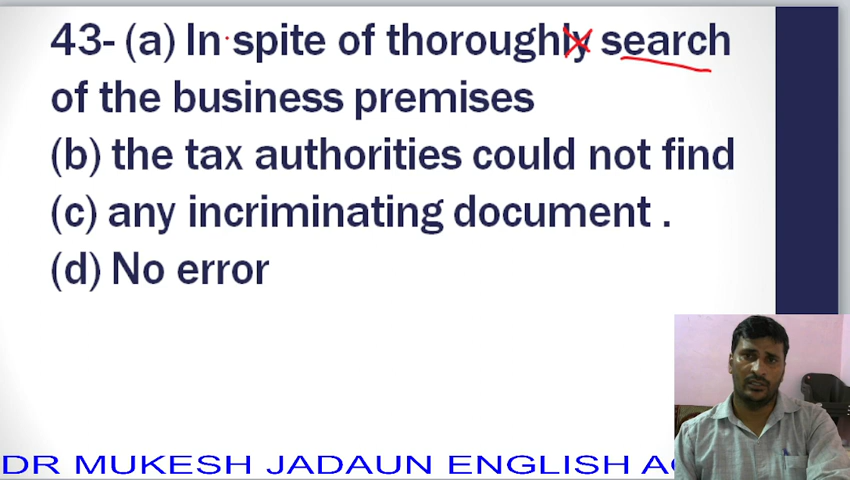 43- (a) In spite of thoroughly search
of the business premises
(b) the tax authorities could not find
(c) any incriminating document .
(d) No error
DR MUKESH JADAUN ENGLISH